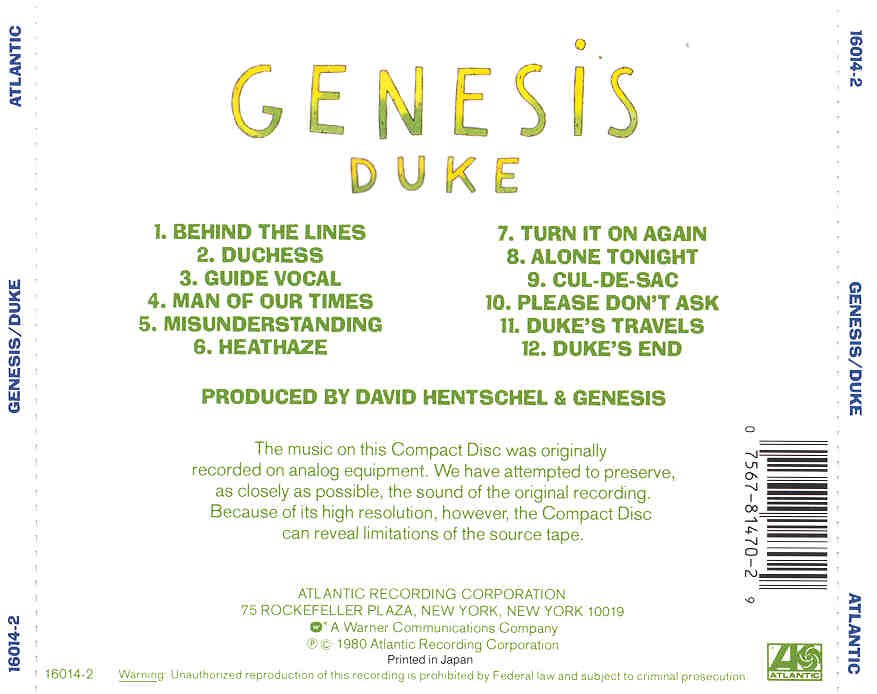 ATLANTIC
GENESIS/DUKE
16014-2
GENESIS
DUKE
1. BEHIND THE LINES
2. DUCHESS
3. GUIDE VOCAL
4. MAN OF OUR TIMES
5. MISUNDERSTANDING
6. HEATHAZE
7. TURN IT ON AGAIN
8. ALONE TONIGHT
9. CUL-DE-SAC
10. PLEASE DON'T ASK
11. DUKE'S TRAVELS
12. DUKE'S END
PRODUCED BY DAVID HENTSCHEL & GENESIS
The music on this Compact Disc was originally
recorded on analog equipment. We have attempted to preserve,
as closely as possible, the sound of the original recording.
Because of its high resolution, however, the Compact Disc
can reveal limitations of the source tape.
0 7567-81470-2 9
ATLANTIC RECORDING CORPORATION
75 ROCKEFELLER PLAZA, NEW YORK, NEW YORK 10019
A Warner Communications Company
℗ © 1980 Atlantic Recording Corporation
Printed in Japan
16014-2 Warning: Unauthorized reproduction of this recording is prohibited by Federal law and subject to criminal prosecution.
ATLANTIC
16014-2
GENESIS/DUKE
ATLANTIC